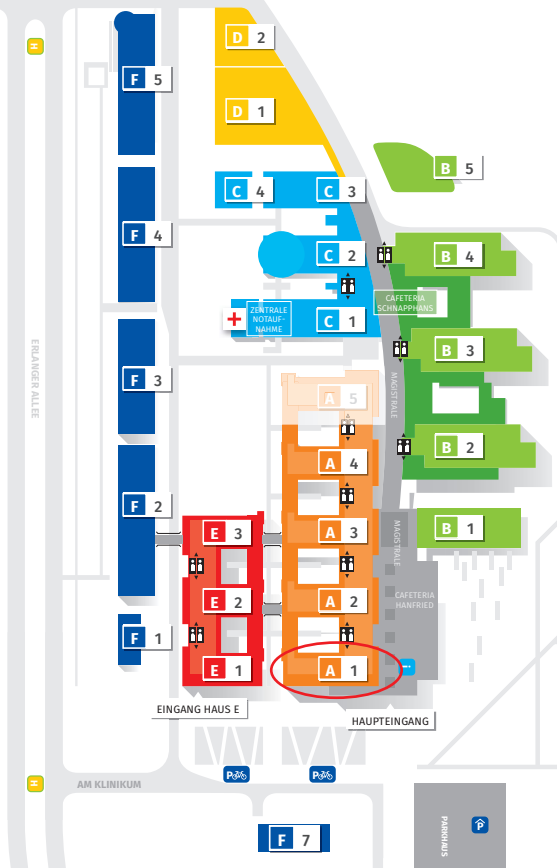 D 2
H
F 5
D 1
B 5
C 4
C 3
F 4
C 2
B 4
ZENTRALE
NOTAUF-
NAHME
CAFETERIA
SCHNAPPHANS
C 1
B 3
ERLANGER ALLEE
F 3
MAGISTRALE
A 5
B 2
A 4
F 2
E 3
A 3
B 1
MAGISTRALE
E 2
A 2
CAFETERIA
HANFRIED
F 1
E 1
A 1
EINGANG HAUS E
HAUPTEINGANG
P
P
H
AM KLINIKUM
F 7
PARKHAUS
P